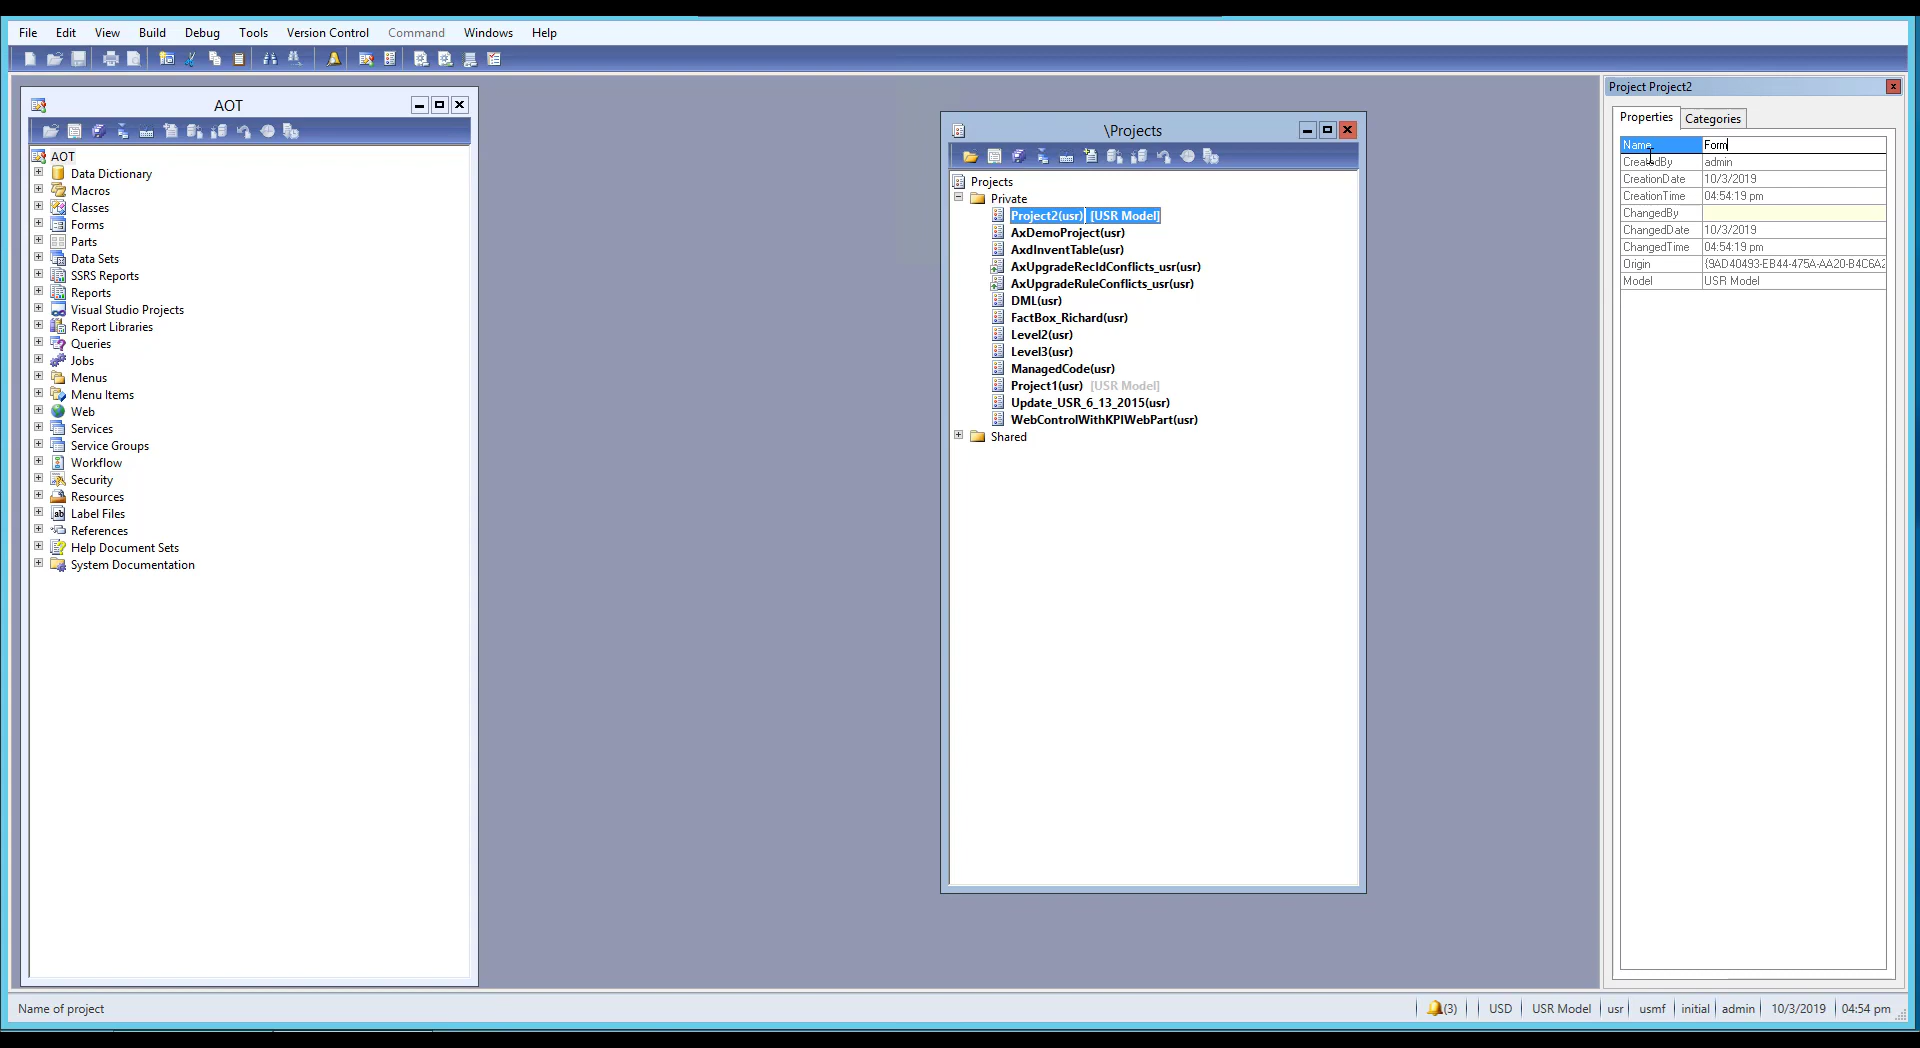 File Edit View Build Debug Tools Version Control Command Windows Help
AOT
AOT
Data Dictionary
Macros
Classes
Forms
Parts
Data Sets
SSRS Reports
Reports
Visual Studio Projects
Report Libraries
Queries
Jobs
Menus
Menu Items
Web
Services
Service Groups
Workflow
Security
Resources
Label Files
References
Help Document Sets
System Documentation
\Projects
Projects
Private
Project2(usr) [USR Model]
AxDemoProject(usr)
AxdInventTable(usr)
AxUpgradeRecIdConflicts_usr(usr)
AxUpgradeRuleConflicts_usr(usr)
DML(usr)
FactBox_Richard(usr)
Level2(usr)
Level3(usr)
ManagedCode(usr)
Project1(usr) [USR Model]
Update_USR_6_13_2015(usr)
WebControlWithKPIWebPart(usr)
Shared
Project Project2
Properties Categories
Name Form
CreatedBy admin
CreationDate 10/3/2019
CreationTime 04:54:19 pm
ChangedBy
ChangedDate 10/3/2019
ChangedTime 04:54:19 pm
Origin {9AD40493-EB44-475A-AA20-B4C6A2
Model USR Model
Name of project
(3) USD USR Model usr usmf initial admin 10/3/2019 04:54 pm